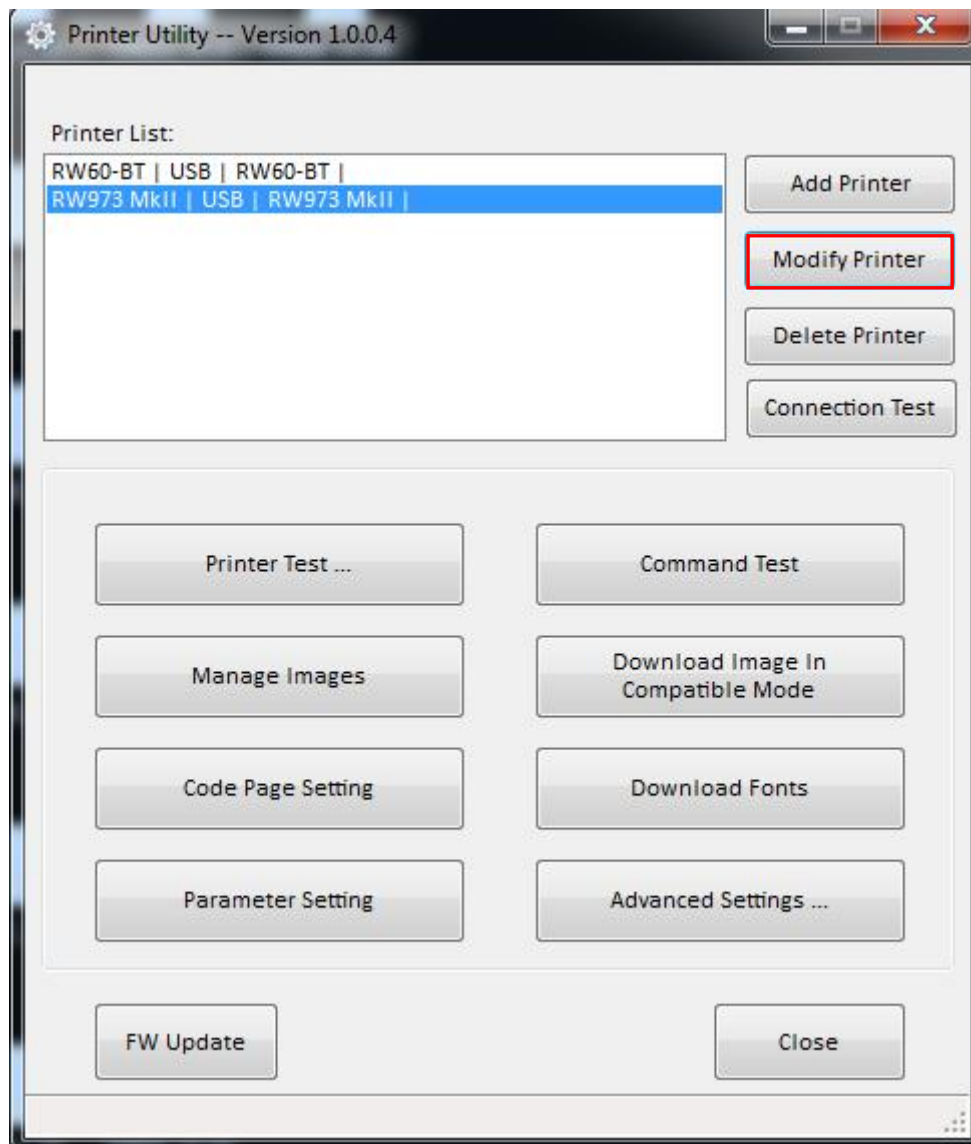 Printer Utility -- Version 1.0.0.4
Printer List:
RW60-BT | USB | RW60-BT |
RW973 MkII | USB | RW973 MkII |
Add Printer
Modify Printer
Delete Printer
Connection Test
Printer Test ...
Command Test
Manage Images
Download Image In
Compatible Mode
Code Page Setting
Download Fonts
Parameter Setting
Advanced Settings ...
FW Update
Close